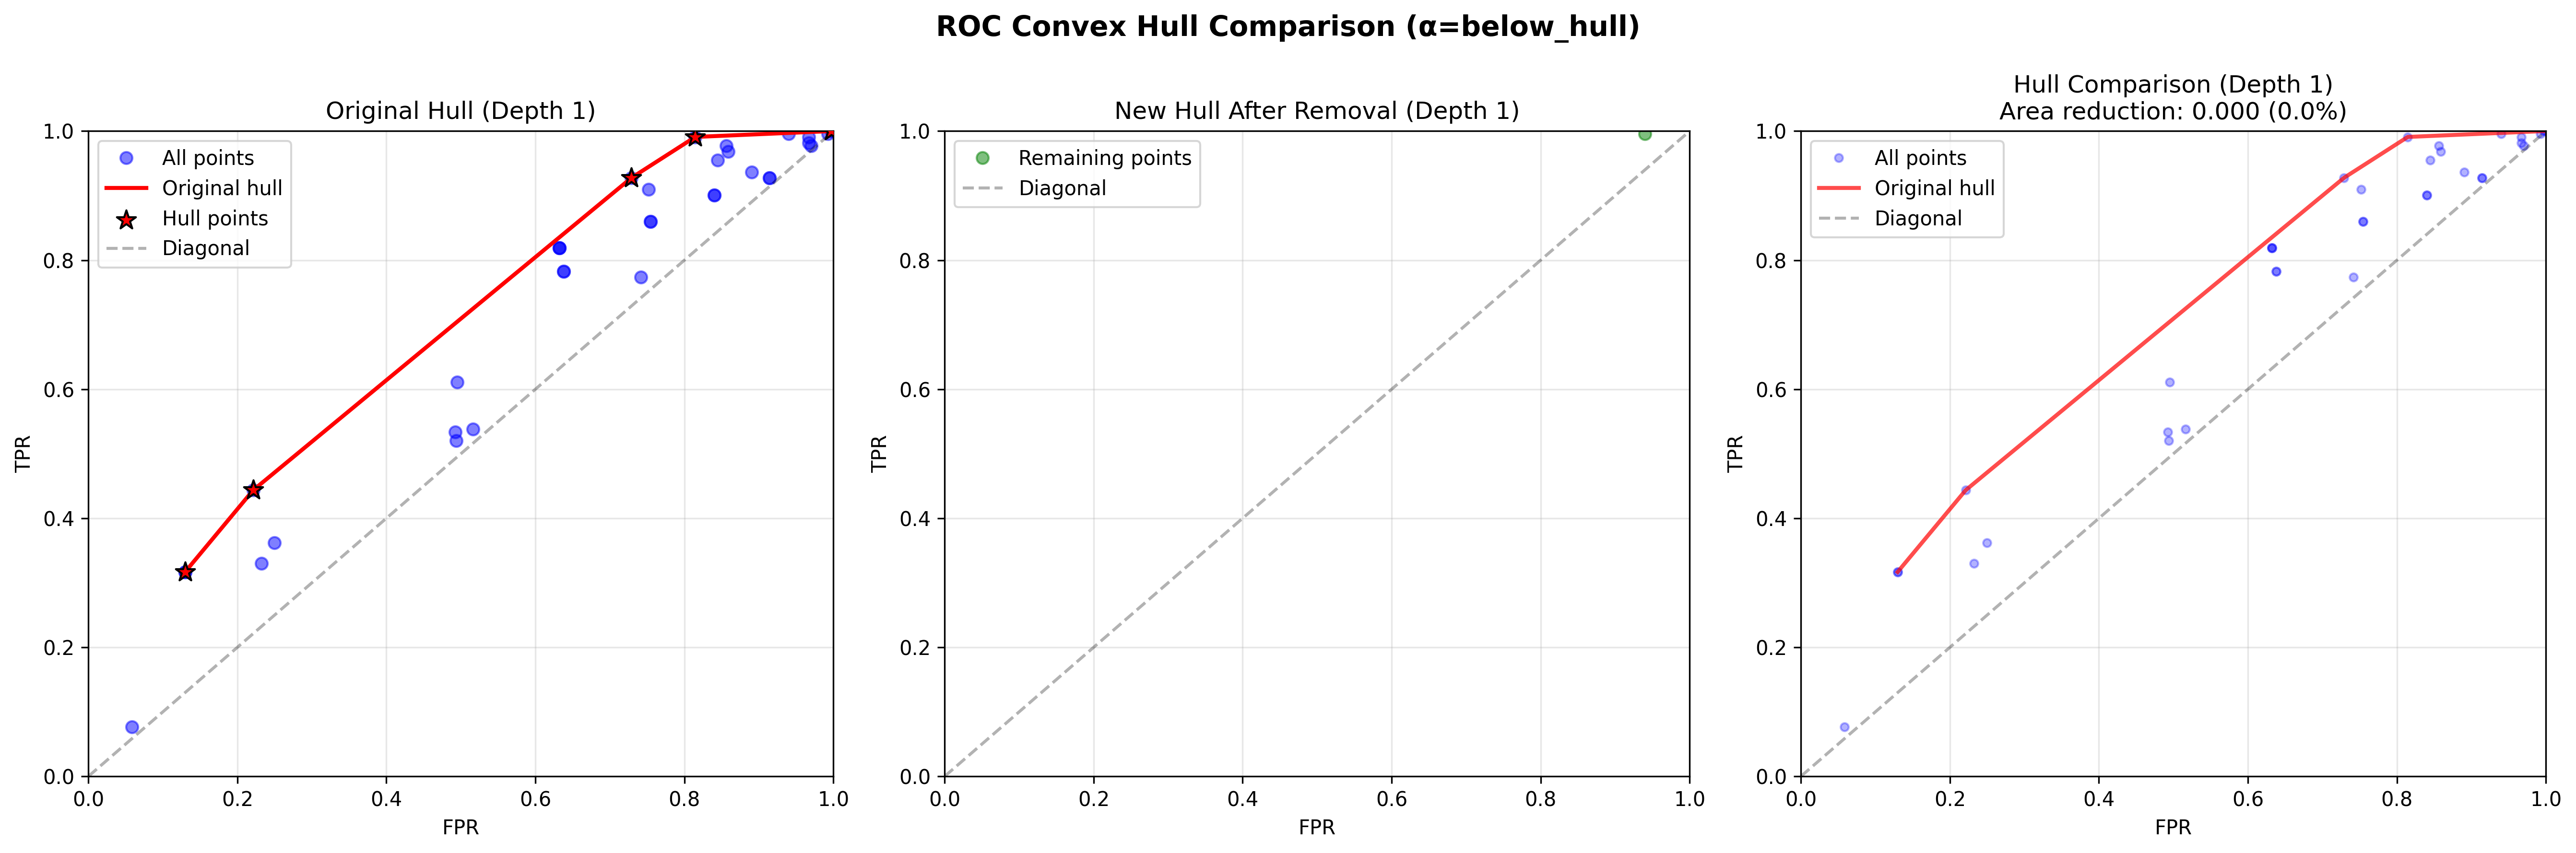 ROC Convex Hull Comparison (α=below_hull)
Original Hull (Depth 1)
All points
Original hull
Hull points
Diagonal
1.0
0.8
0.6
0.4
0.2
0.0
TPR
0.0 0.2 0.4 0.6 0.8 1.0
FPR
New Hull After Removal (Depth 1)
Remaining points
Diagonal
1.0
0.8
0.6
0.4
0.2
0.0
TPR
0.0 0.2 0.4 0.6 0.8 1.0
FPR
Hull Comparison (Depth 1)
Area reduction: 0.000 (0.0%)
All points
Original hull
Diagonal
1.0
0.8
0.6
0.4
0.2
0.0
TPR
0.0 0.2 0.4 0.6 0.8 1.0
FPR